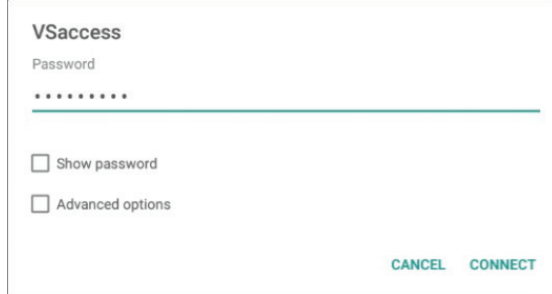 VSaccess
Password
•••••••••
Show password
Advanced options
CANCEL CONNECT